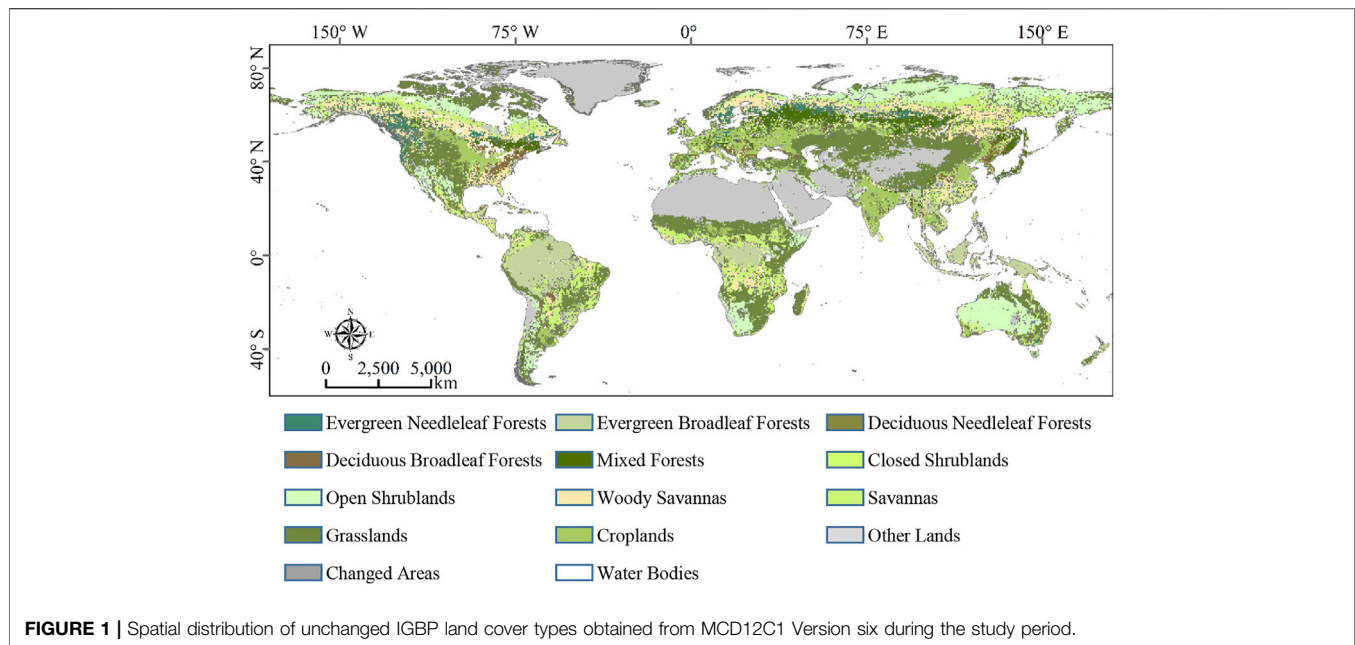 150° W 75° W 0° 75° E 150° E
80° N
40° N
0°
40° S
N
W E
S
0 2,500 5,000
km
Evergreen Needleleaf Forests Evergreen Broadleaf Forests Deciduous Needleleaf Forests
Deciduous Broadleaf Forests Mixed Forests Closed Shrublands
Open Shrublands Woody Savannas Savannas
Grasslands Croplands Other Lands
Changed Areas Water Bodies
FIGURE 1 | Spatial distribution of unchanged IGBP land cover types obtained from MCD12C1 Version six during the study period.